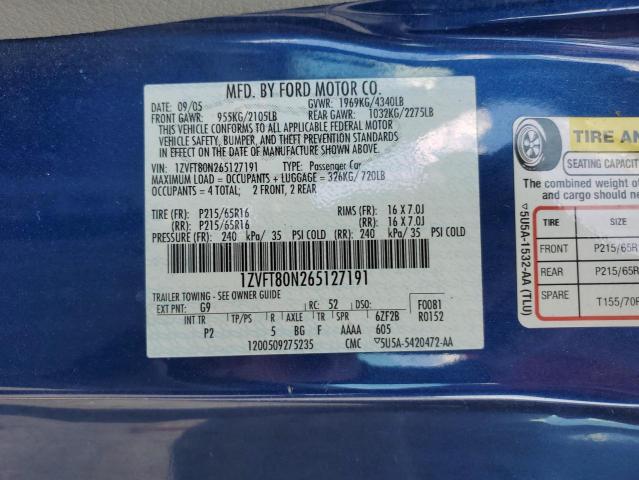 MFD. BY FORD MOTOR CO.
DATE: 09/05 GVWR: 1969KG/4340LB
FRONT GAWR: 955KG/2105LB REAR GAWR: 1032KG/2275LB
THIS VEHICLE CONFORMS TO ALL APPLICABLE FEDERAL MOTOR
VEHICLE SAFETY, BUMPER, AND THEFT PREVENTION STANDARDS
IN EFFECT ON THE DATE OF MANUFACTURE SHOWN ABOVE.
VIN: 1ZVFT80N265127191 TYPE: Passenger Car
MAXIMUM LOAD = OCCUPANTS + LUGGAGE = 326KG/720LB
OCCUPANTS = 4 TOTAL; 2 FRONT, 2 REAR
TIRE (FR): P215/65R16 RIMS (FR): 16 X 7.0J
(RR): P215/65R16 (RR): 16 X 7.0J
PRESSURE (FR): 240 kPa/ 35 PSI COLD (RR): 240 kPa/ 35 PSI COLD
1ZVFT80N265127191
TRAILER TOWING - SEE OWNER GUIDE
EXT PNT: G9 RC: 52 DSO: F00B1
INT TR TP/PS R AXLE TR SPR 6ZF2B R0152
P2 5 BG F AAAA 605
1200509275235 CMC ▽5U5A-5420472-AA
▽5U5A-1532-AA (TLU)
TIRE AN
SEATING CAPACITY
The combined weight of
and cargo should ne
TIRE SIZE
FRONT P215/65R
REAR P215/65R
SPARE T155/70